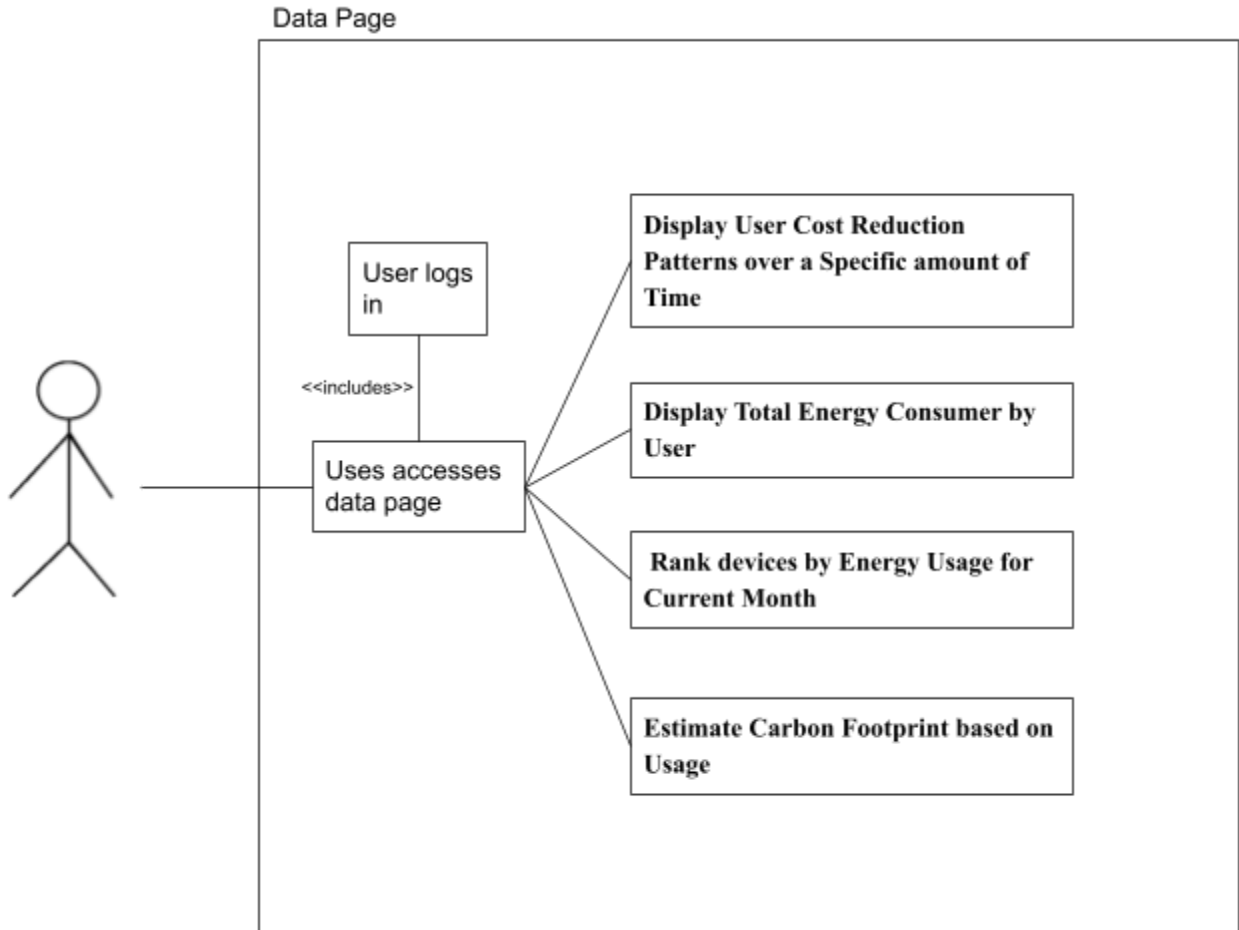 Data Page
Display User Cost Reduction
Patterns over a Specific amount of
Time
User logs
in
<<includes>>
Display Total Energy Consumer by
User
Uses accesses
data page
Rank devices by Energy Usage for
Current Month
Estimate Carbon Footprint based on
Usage